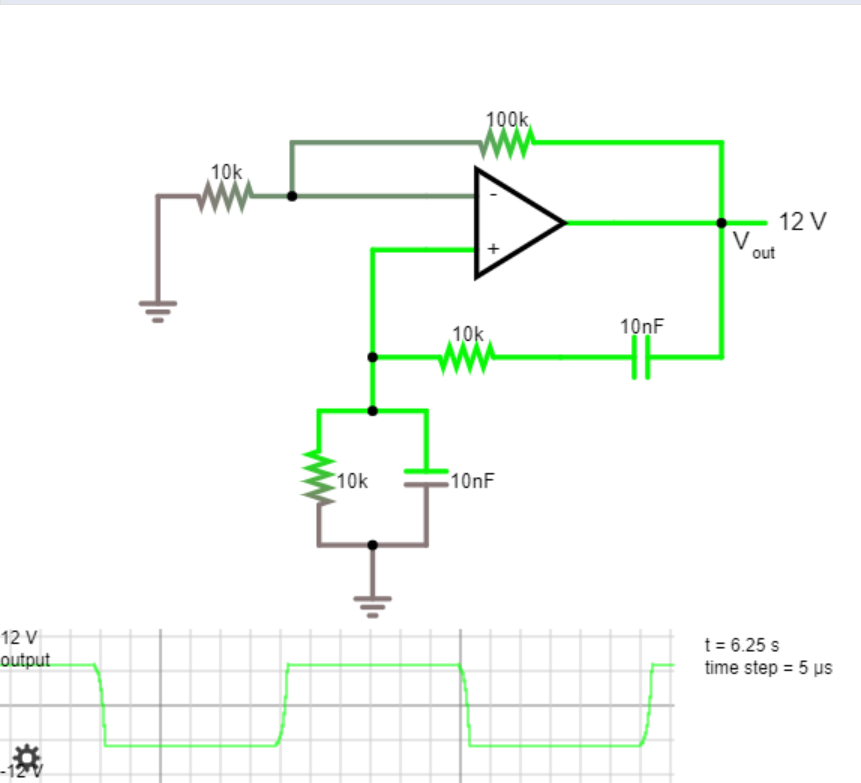 100k
10k
-
+
12 V
V
out
10k
10nF
10k
10nF
12 V
output
-12 V
t = 6.25 s
time step = 5 µs